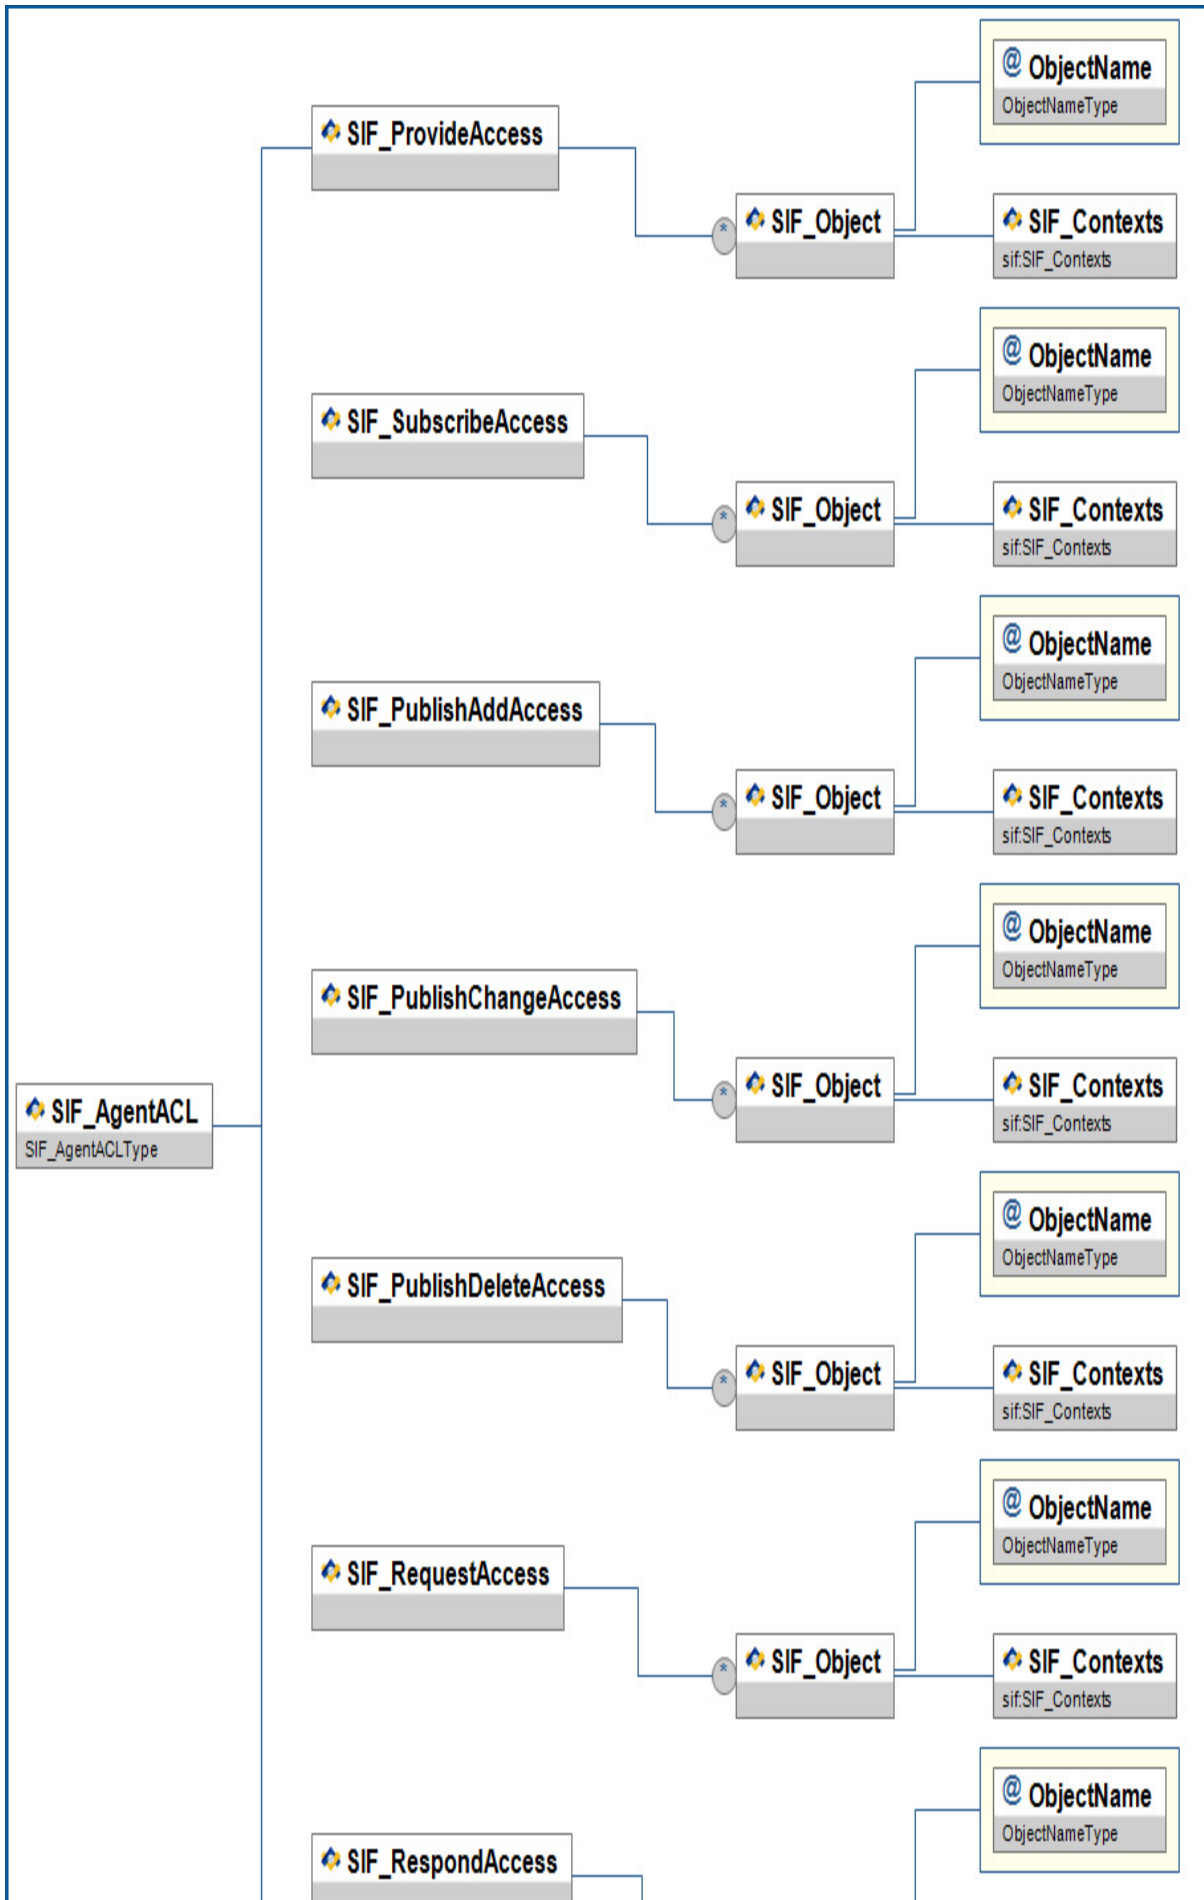 @ ObjectName
ObjectNameType
SIF_ProvideAccess
* SIF_Object
SIF_Contexts
sif:SIF_Contexts
@ ObjectName
ObjectNameType
SIF_SubscribeAccess
* SIF_Object
SIF_Contexts
sif:SIF_Contexts
@ ObjectName
ObjectNameType
SIF_PublishAddAccess
* SIF_Object
SIF_Contexts
sif:SIF_Contexts
@ ObjectName
ObjectNameType
SIF_PublishChangeAccess
* SIF_Object
SIF_Contexts
sif:SIF_Contexts
SIF_AgentACL
SIF_AgentACLType
@ ObjectName
ObjectNameType
SIF_PublishDeleteAccess
* SIF_Object
SIF_Contexts
sif:SIF_Contexts
@ ObjectName
ObjectNameType
SIF_RequestAccess
* SIF_Object
SIF_Contexts
sif:SIF_Contexts
@ ObjectName
ObjectNameType
SIF_RespondAccess